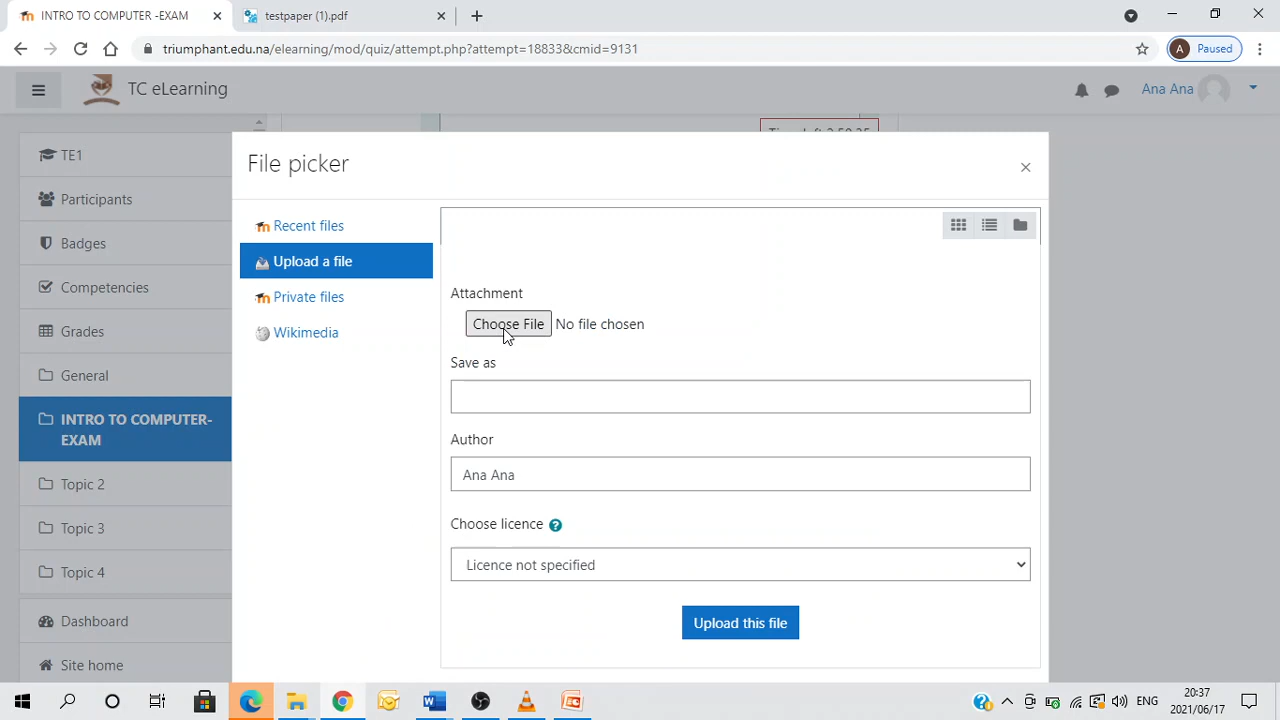 INTRO TO COMPUTER -EXAM
testpaper (1).pdf
triumphant.edu.na/elearning/mod/quiz/attempt.php?attempt=18833&cmid=9131
A Paused
TC eLearning
Ana Ana
TE1
Participants
Badges
Competencies
Grades
General
INTRO TO COMPUTER-
EXAM
Topic 2
Topic 3
Topic 4
Dashboard
Site home
File picker
Recent files
Upload a file
Private files
Wikimedia
Attachment
Choose File No file chosen
Save as
Author
Ana Ana
Choose licence
Licence not specified
Upload this file
ENG
20:37
2021/06/17